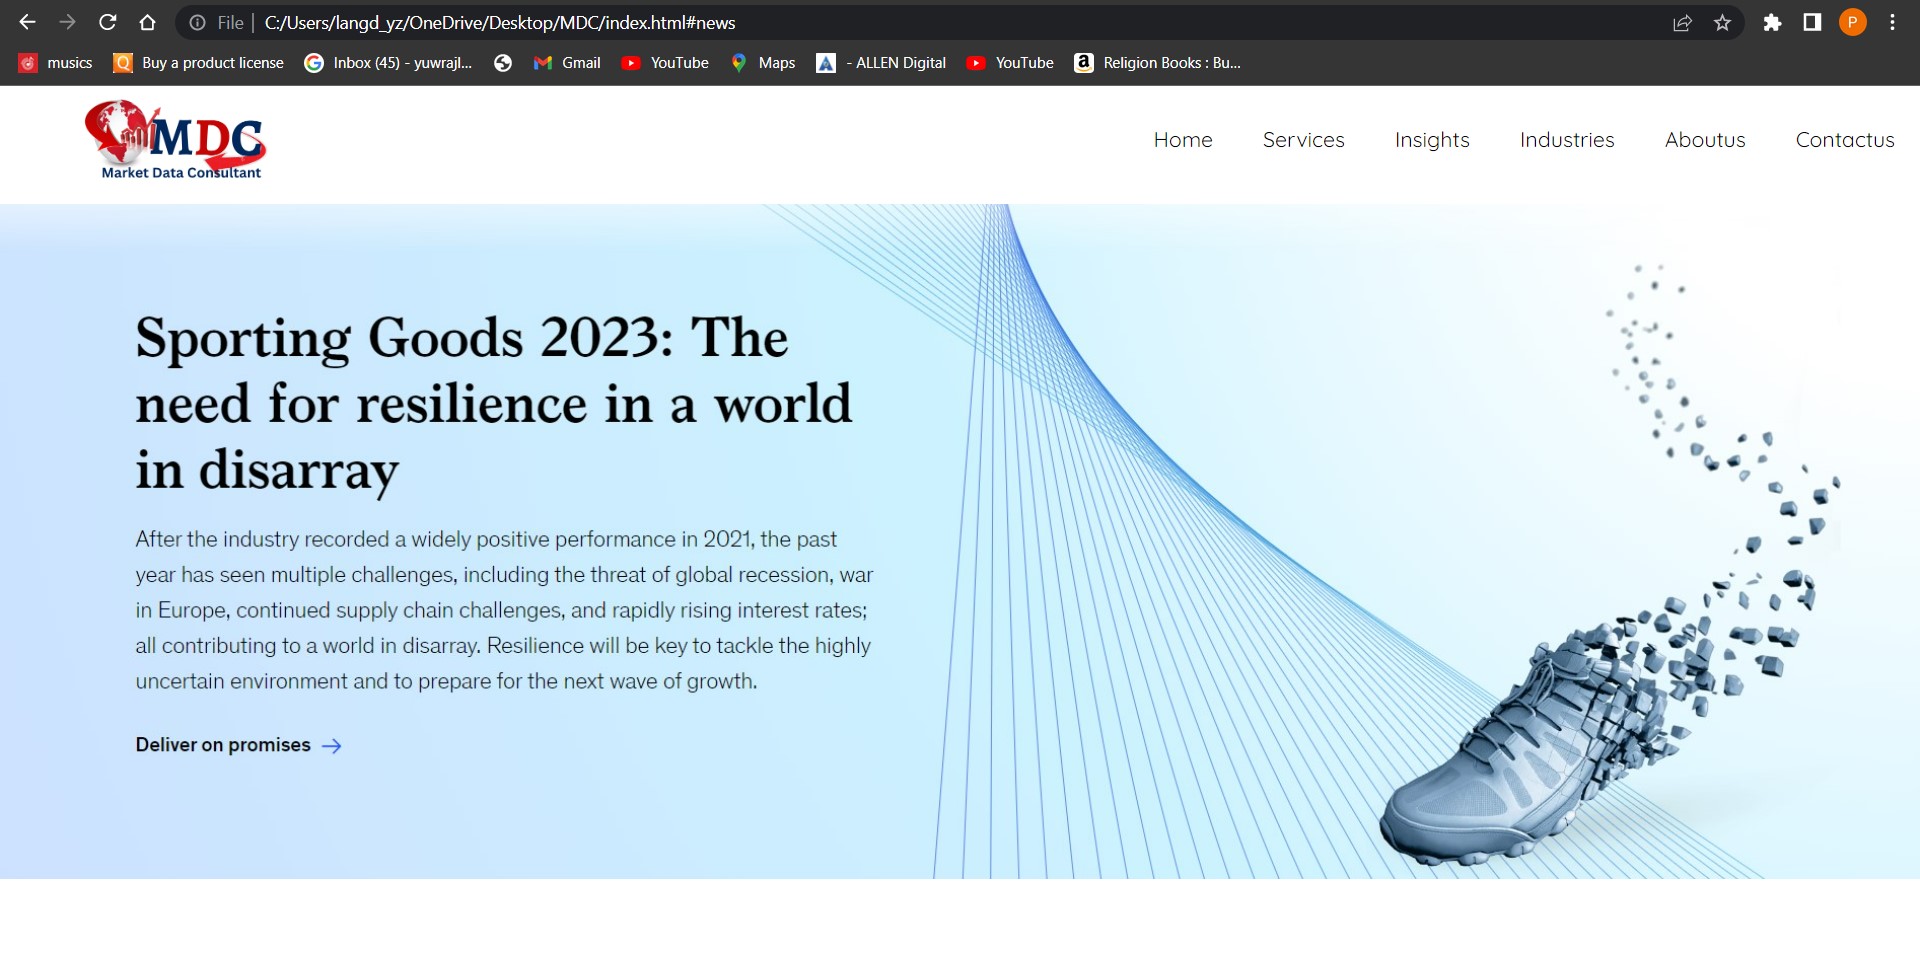 File | C:/Users/langd_yz/OneDrive/Desktop/MDC/index.html#news
P
musics Buy a product license Inbox (45) - yuwrajl... Gmail YouTube Maps - ALLEN Digital YouTube Religion Books : Bu...
MDC
Market Data Consultant
Home Services Insights Industries Aboutus Contactus
Sporting Goods 2023: The
need for resilience in a world
in disarray
After the industry recorded a widely positive performance in 2021, the past
year has seen multiple challenges, including the threat of global recession, war
in Europe, continued supply chain challenges, and rapidly rising interest rates;
all contributing to a world in disarray. Resilience will be key to tackle the highly
uncertain environment and to prepare for the next wave of growth.
Deliver on promises →